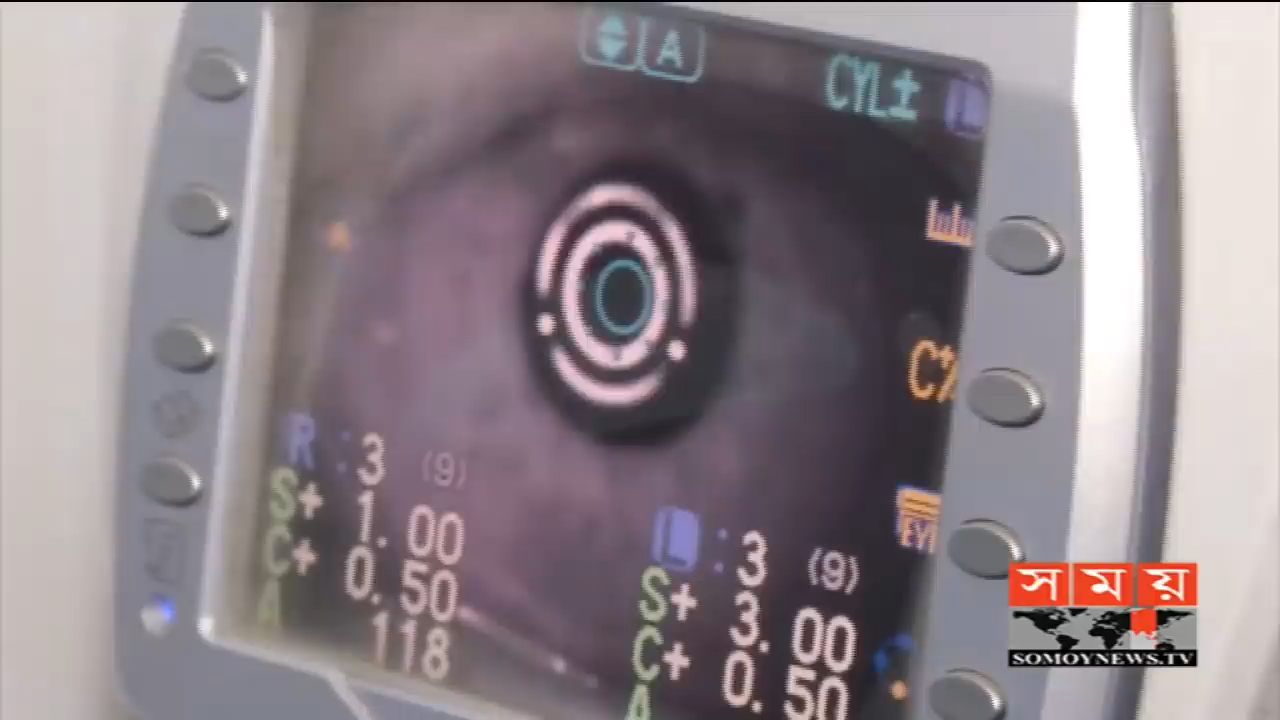 A
CYL± L
C%
R : 3 (9)
S+ 1.00
C+ 0.50
A 118
L : 3 (9)
S+ 3.00
C+ 0.50
A
সময়
SOMOYNEWS.TV